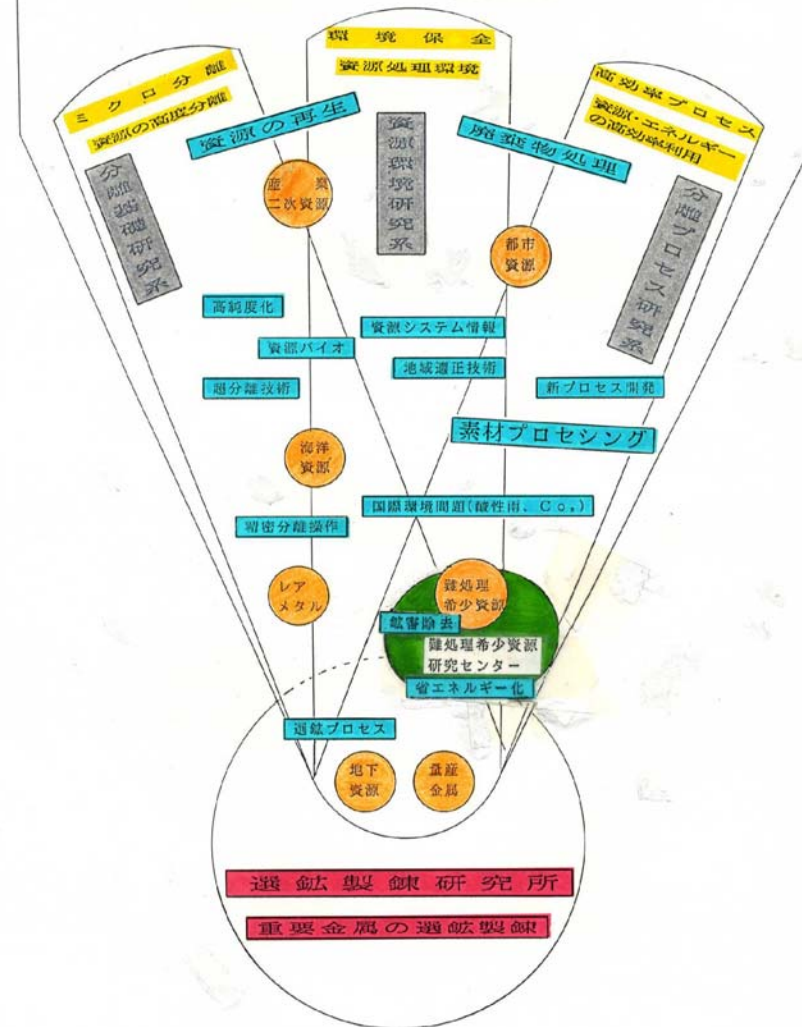 環境保全
資源処理環境
ミクロ分離
資源の高度分離
高効率プロセス
資源・エネルギー
の高効率利用
資源の再生
廃棄物処理
分離基礎研究系
資源環境研究系
分離プロセス研究系
産業
二次資源
都市
資源
高純度化
資源バイオ
超分離技術
資源システム情報
地域適正技術
新プロセス開発
素材プロセシング
海洋
資源
国際環境問題(酸性雨、Co₂)
精密分離操作
レア
メタル
難処理
希少資源
鉱害除去
難処理希少資源
研究センター
省エネルギー化
選鉱プロセス
地下
資源
量産
金属
選鉱製錬研究所
重要金属の選鉱製錬